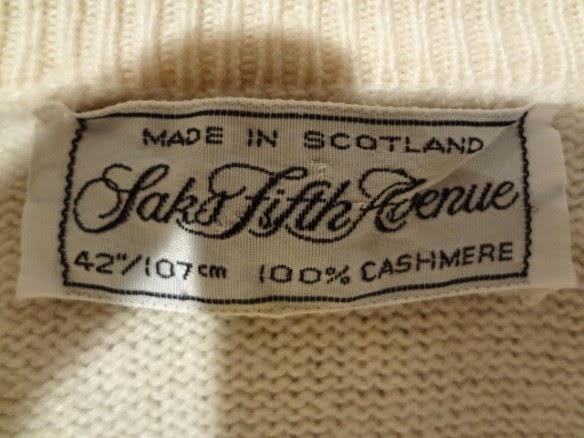 MADE IN SCOTLAND
Saks Fifth Avenue
42"/107cm 100% CASHMERE